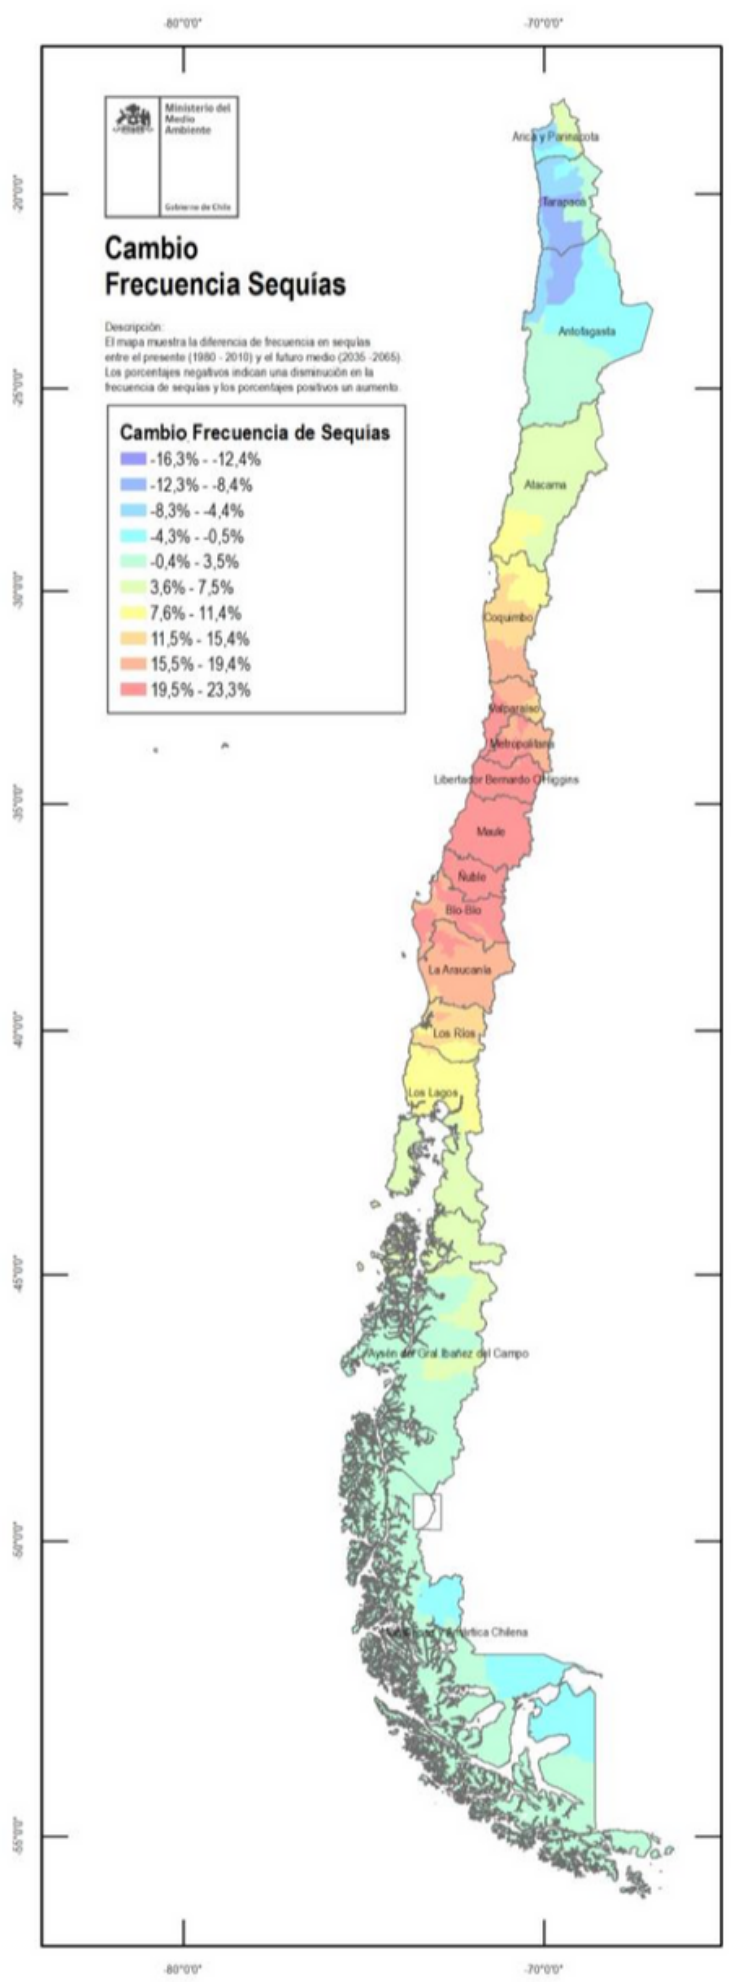 -80°0'0"
-70°0'0"
Ministerio del
Medio
Ambiente
Gobierno de Chile
Cambio
Frecuencia Sequías
Descripción:
El mapa muestra la diferencia de frecuencia en sequías
entre el presente (1980 - 2010) y el futuro medio (2035 -2065).
Los porcentajes negativos indican una disminución en la
frecuencia de sequías y los porcentajes positivos un aumento.
Cambio Frecuencia de Sequías
-16,3% - -12,4%
-12,3% - -8,4%
-8,3% - -4,4%
-4,3% - -0,5%
-0,4% - 3,5%
3,6% - 7,5%
7,6% - 11,4%
11,5% - 15,4%
15,5% - 19,4%
19,5% - 23,3%
Arica y Parinacota
Tarapacá
Antofagasta
Atacama
Coquimbo
Valparaíso
Metropolitana
Libertador Bernardo O'Higgins
Maule
Ñuble
Bío-Bío
La Araucanía
Los Ríos
Los Lagos
Aysén del Gral Ibañez del Campo
Antártica Chilena
-20°0'0"
-25°0'0"
-30°0'0"
-35°0'0"
-40°0'0"
-45°0'0"
-50°0'0"
-55°0'0"
-80°0'0"
-70°0'0"